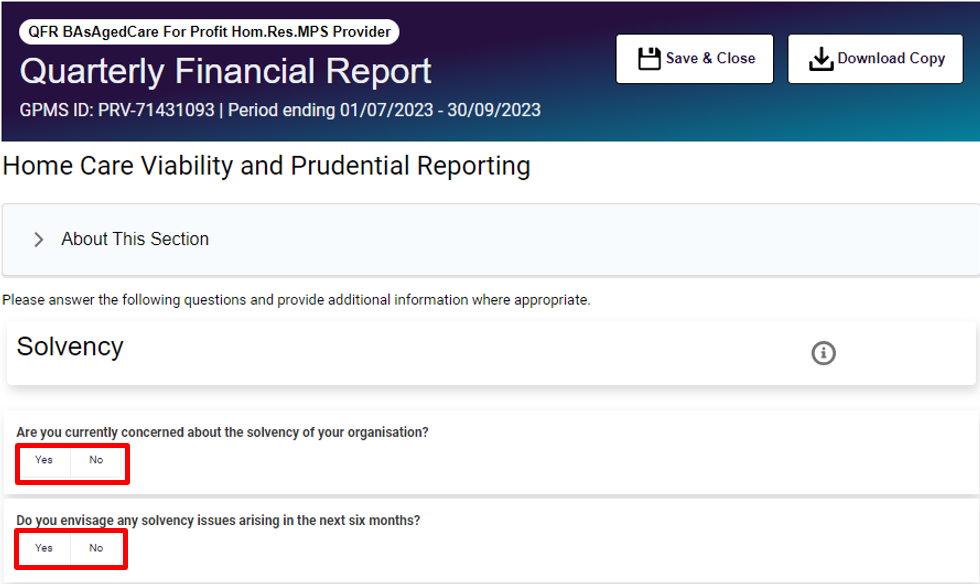 QFR BAsAgedCare For Profit Hom.Res.MPS Provider
Quarterly Financial Report
Save & Close
Download Copy
GPMS ID: PRV-71431093 | Period ending 01/07/2023 - 30/09/2023
Home Care Viability and Prudential Reporting
About This Section
Please answer the following questions and provide additional information where appropriate.
Solvency
Are you currently concerned about the solvency of your organisation?
Yes No
Do you envisage any solvency issues arising in the next six months?
Yes No